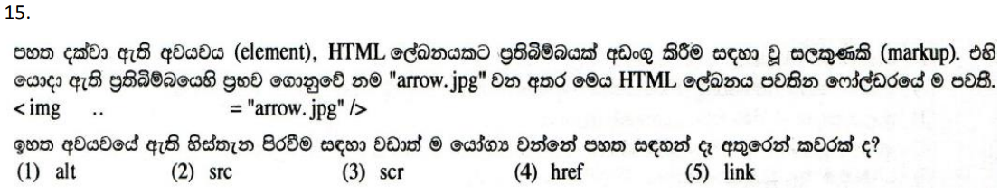 15.
පහත දක්වා ඇති අවයවය (element), HTML ලේඛනයකට ප්‍රතිබිම්බයක් අඩංගු කිරීම සඳහා වූ සලකුණකි (markup). එහි
යොදා ඇති ප්‍රතිබිම්බයෙහි ප්‍රභව ගොනුවේ නම "arrow.jpg" වන අතර මෙය HTML ලේඛනය පවතින ෆෝල්ඩරයේ ම පවතී.
<img .. = "arrow.jpg" />
ඉහත අවයවයේ ඇති හිස්තැන පිරවීම සඳහා වඩාත් ම යෝග්‍ය වන්නේ පහත සඳහන් දෑ අතුරෙන් කවරක් ද?
(1) alt (2) src (3) scr (4) href (5) link